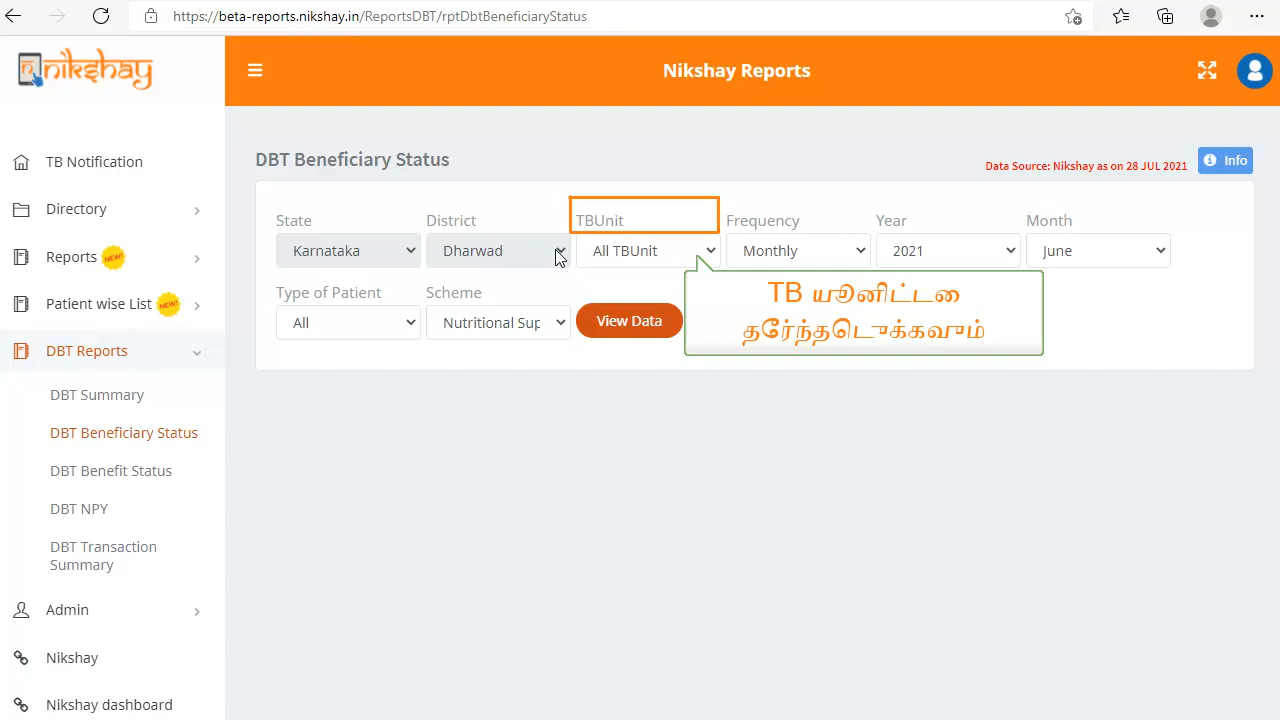 https://beta-reports.nikshay.in/ReportsDBT/rptDbtBeneficiaryStatus
nikshay
Nikshay Reports
TB Notification
Directory
Reports NEW!
Patient wise List NEW!
DBT Reports
DBT Summary
DBT Beneficiary Status
DBT Benefit Status
DBT NPY
DBT Transaction
Summary
Admin
Nikshay
Nikshay dashboard
DBT Beneficiary Status
Data Source: Nikshay as on 28 JUL 2021
Info
State District TBUnit Frequency Year Month
Karnataka Dharwad All TBUnit Monthly 2021 June
Type of Patient Scheme
All Nutritional Sup View Data
TB யூனிட்டை
தேர்ந்தெடுக்கவும்